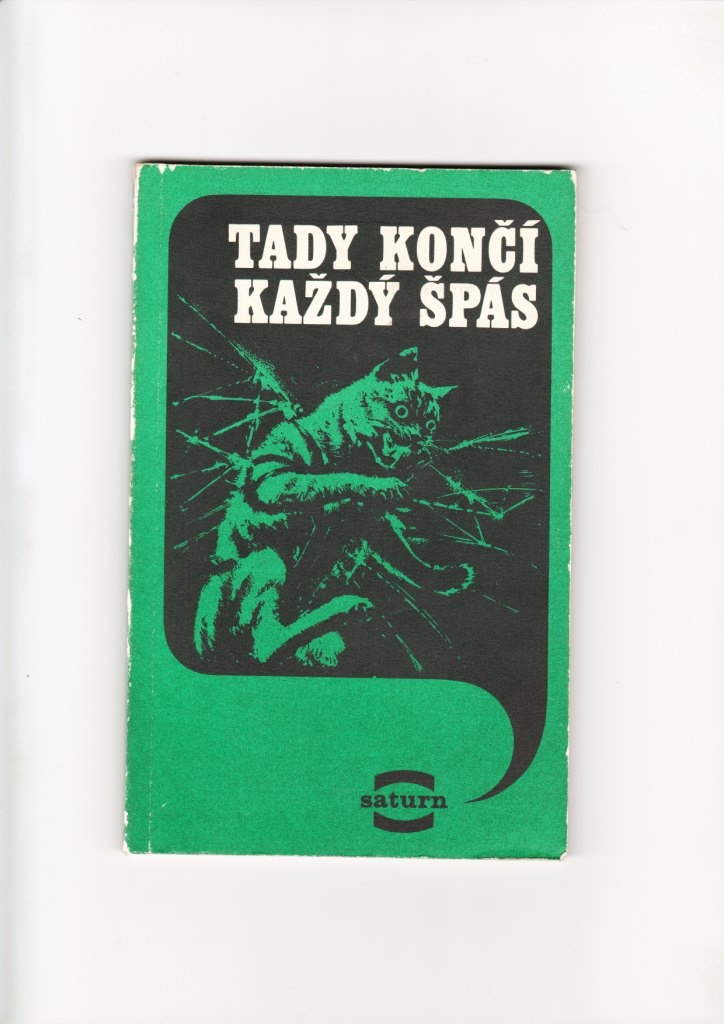 TADY KONČÍ
KAŽDÝ ŠPÁS
saturn